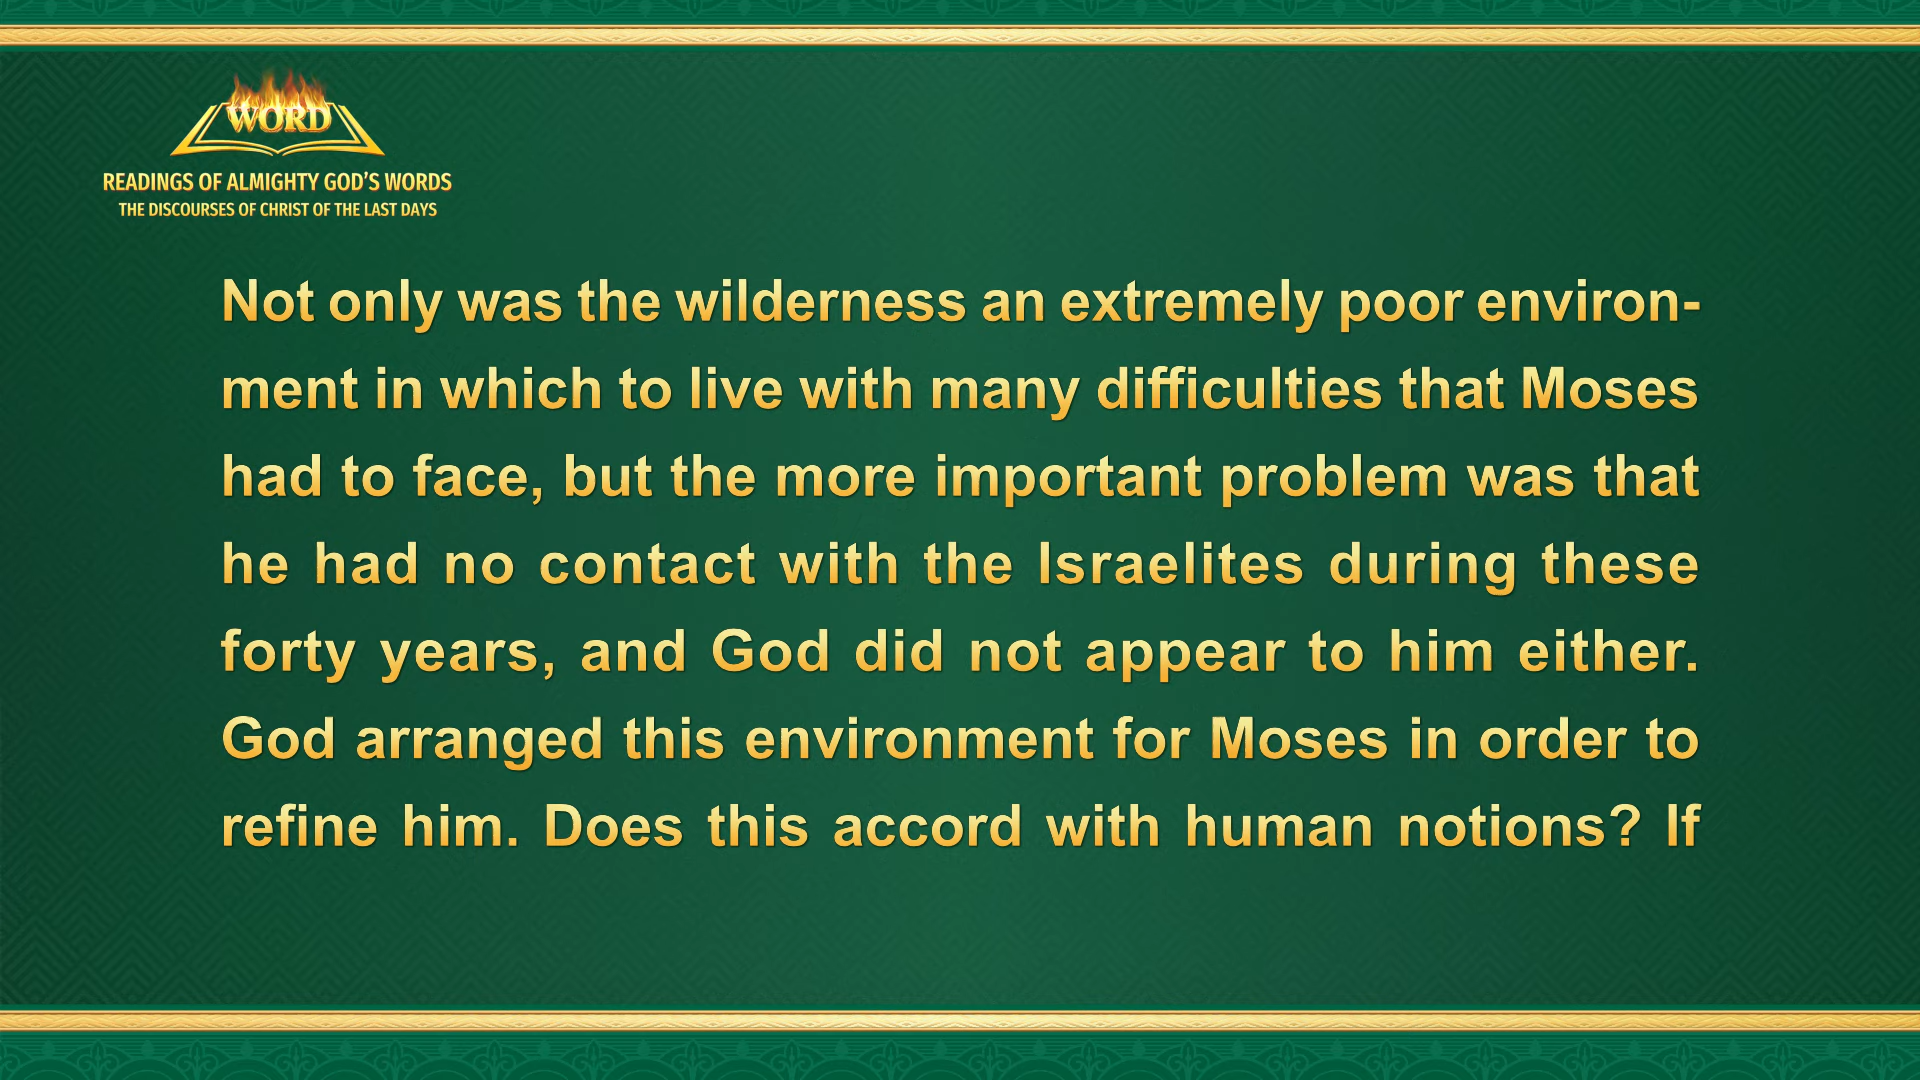 WORD
READINGS OF ALMIGHTY GOD'S WORDS
THE DISCOURSES OF CHRIST OF THE LAST DAYS
Not only was the wilderness an extremely poor environ-
ment in which to live with many difficulties that Moses
had to face, but the more important problem was that
he had no contact with the Israelites during these
forty years, and God did not appear to him either.
God arranged this environment for Moses in order to
refine him. Does this accord with human notions? If